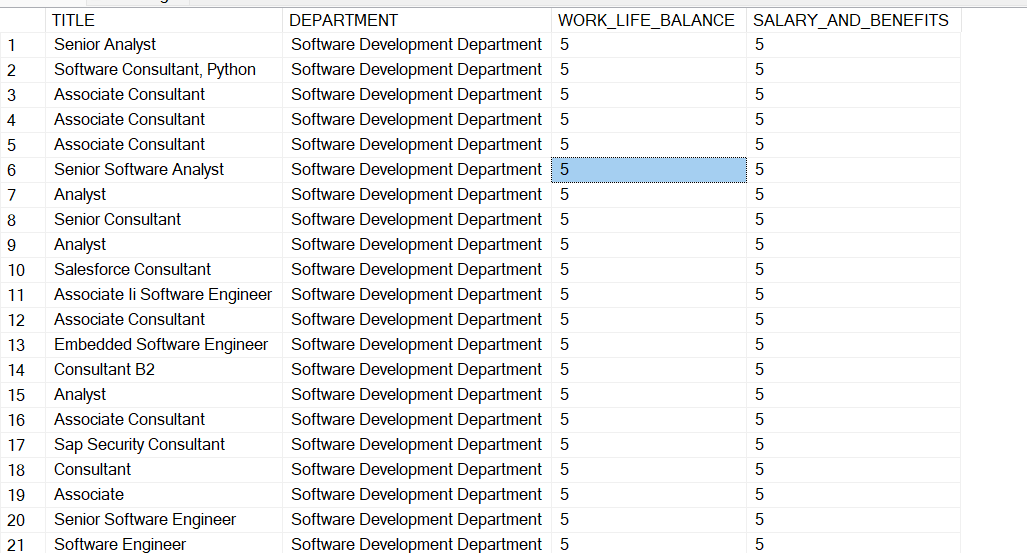 TITLE DEPARTMENT WORK_LIFE_BALANCE SALARY_AND_BENEFITS
1 Senior Analyst Software Development Department 5 5
2 Software Consultant, Python Software Development Department 5 5
3 Associate Consultant Software Development Department 5 5
4 Associate Consultant Software Development Department 5 5
5 Associate Consultant Software Development Department 5 5
6 Senior Software Analyst Software Development Department 5 5
7 Analyst Software Development Department 5 5
8 Senior Consultant Software Development Department 5 5
9 Analyst Software Development Department 5 5
10 Salesforce Consultant Software Development Department 5 5
11 Associate Ii Software Engineer Software Development Department 5 5
12 Associate Consultant Software Development Department 5 5
13 Embedded Software Engineer Software Development Department 5 5
14 Consultant B2 Software Development Department 5 5
15 Analyst Software Development Department 5 5
16 Associate Consultant Software Development Department 5 5
17 Sap Security Consultant Software Development Department 5 5
18 Consultant Software Development Department 5 5
19 Associate Software Development Department 5 5
20 Senior Software Engineer Software Development Department 5 5
21 Software Engineer Software Development Department 5 5